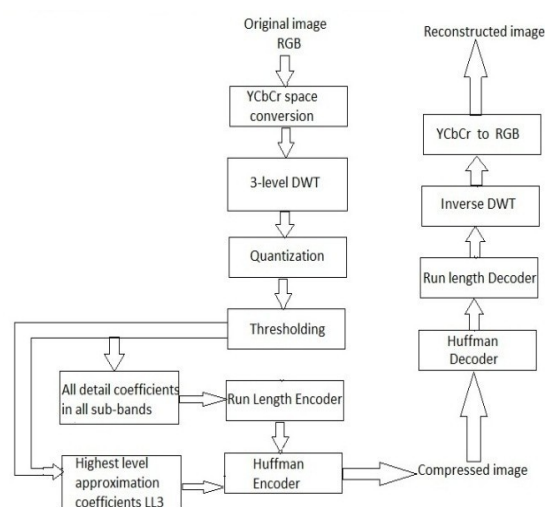 Original image
RGB
YCbCr space
conversion
3-level DWT
Quantization
Thresholding
All detail coefficients
in all sub-bands
Run Length Encoder
Highest level
approximation
coefficients LL3
Huffman
Encoder
Compressed image
Huffman
Decoder
Run length Decoder
Inverse DWT
YCbCr to RGB
Reconstructed image